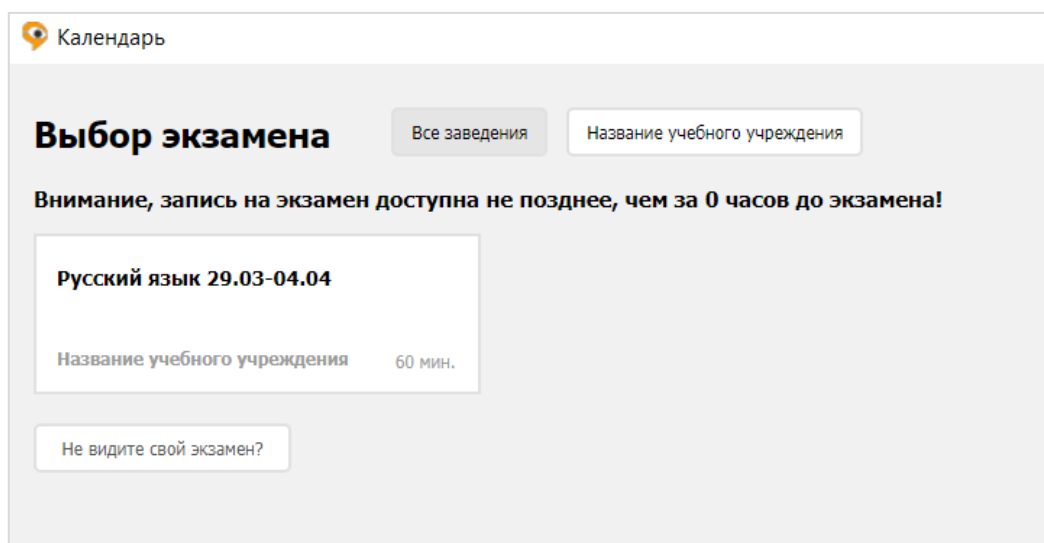 Календарь
Выбор экзамена
Все заведения
Название учебного учреждения
Внимание, запись на экзамен доступна не позднее, чем за 0 часов до экзамена!
Русский язык 29.03-04.04
Название учебного учреждения
60 мин.
Не видите свой экзамен?